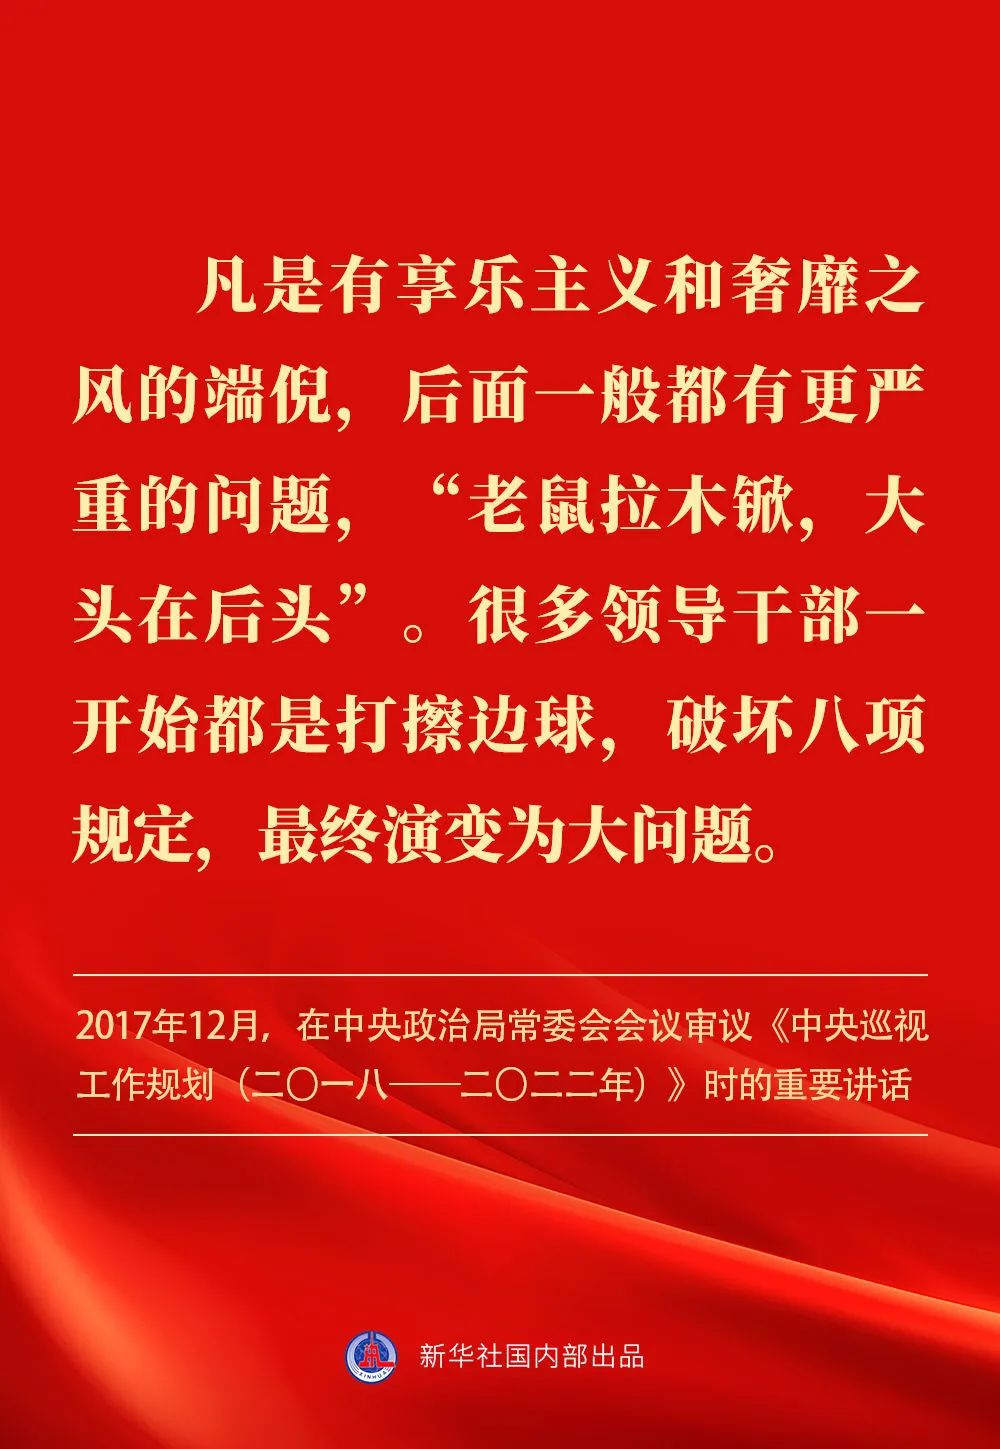 凡是有享乐主义和奢靡之
风的端倪，后面一般都有更严
重的问题，“老鼠拉木锨，大
头在后头”。很多领导干部一
开始都是打擦边球，破坏八项
规定，最终演变为大问题。
2017年12月，在中央政治局常委会会议审议《中央巡视
工作规划（二〇一八——二〇二二年）》时的重要讲话
XINHUA
新华社国内部出品